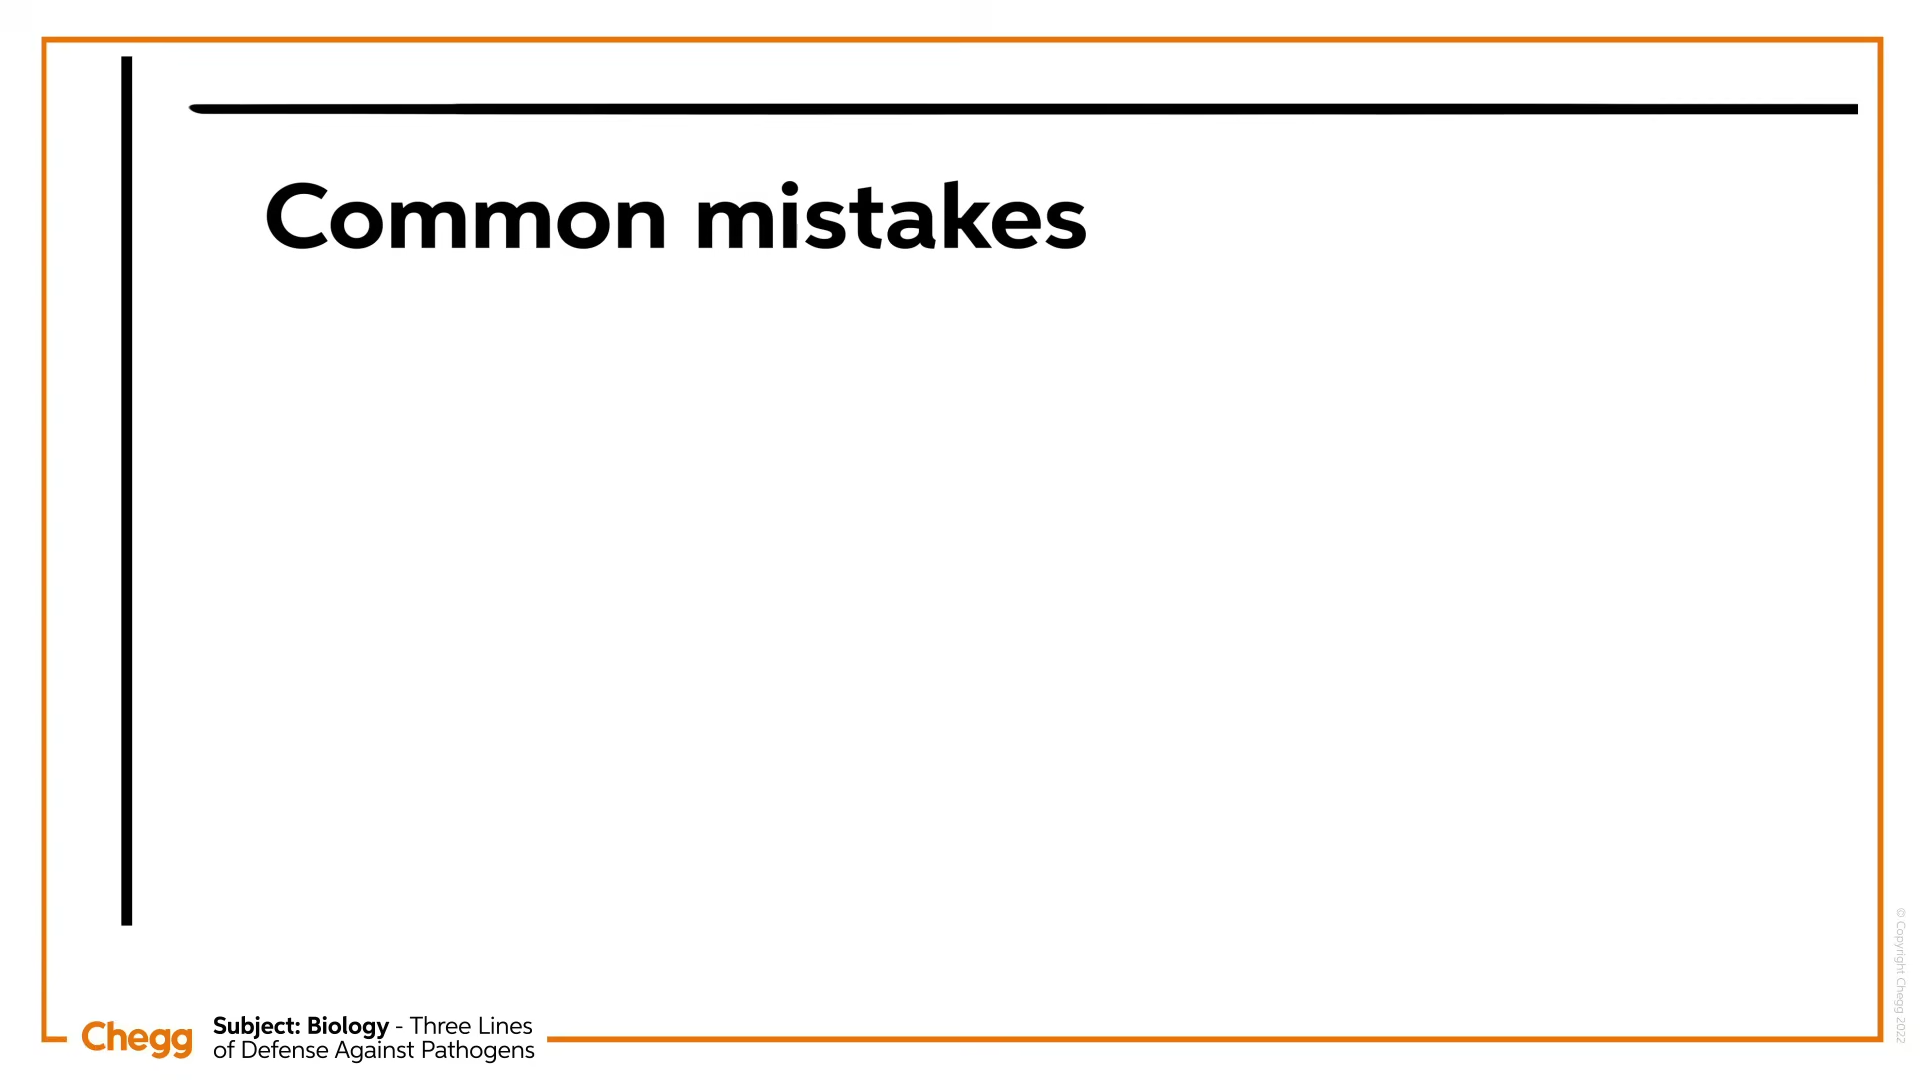 Common mistakes
Chegg
Subject: Biology - Three Lines
of Defense Against Pathogens
© Copyright Chegg 2022